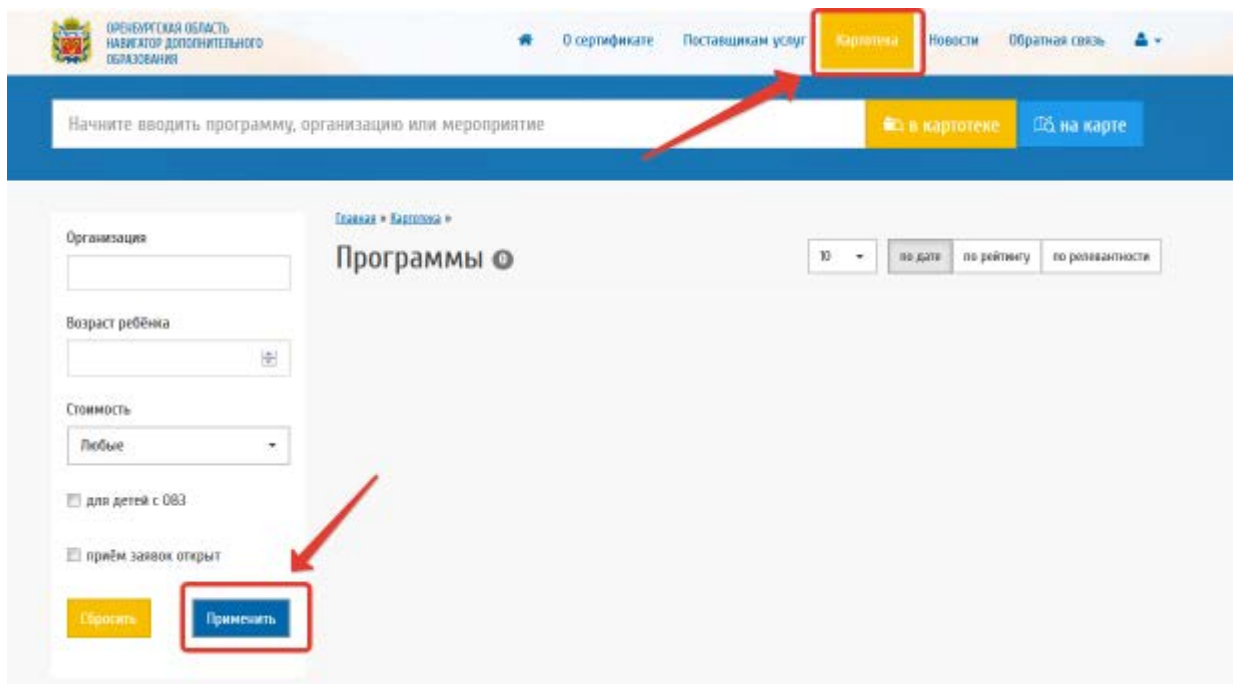 ОРЕНБУРГСКАЯ ОБЛАСТЬ
НАВИГАТОР ДОПОЛНИТЕЛЬНОГО
ОБРАЗОВАНИЯ
О сертификате Поставщикам услуг Картотека Новости Обратная связь
Начните вводить программу, организацию или мероприятие
в картотеке
на карте
Главная » Картотека »
Программы 0
10 по дате по рейтингу по релевантности
Организация
Возраст ребёнка
Стоимость
Любые
для детей с ОВЗ
приём заявок открыт
Сбросить Применить